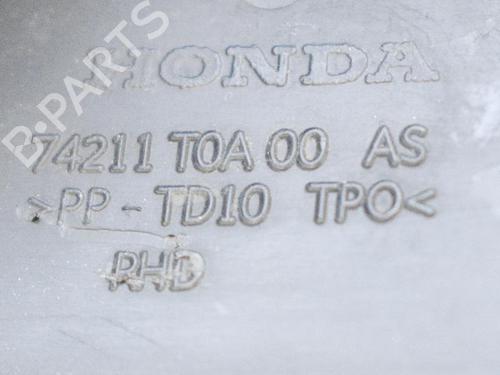 B-PARTS
HONDA
74211 T0A 00 AS
>PP-TD10 TPO<
RHD